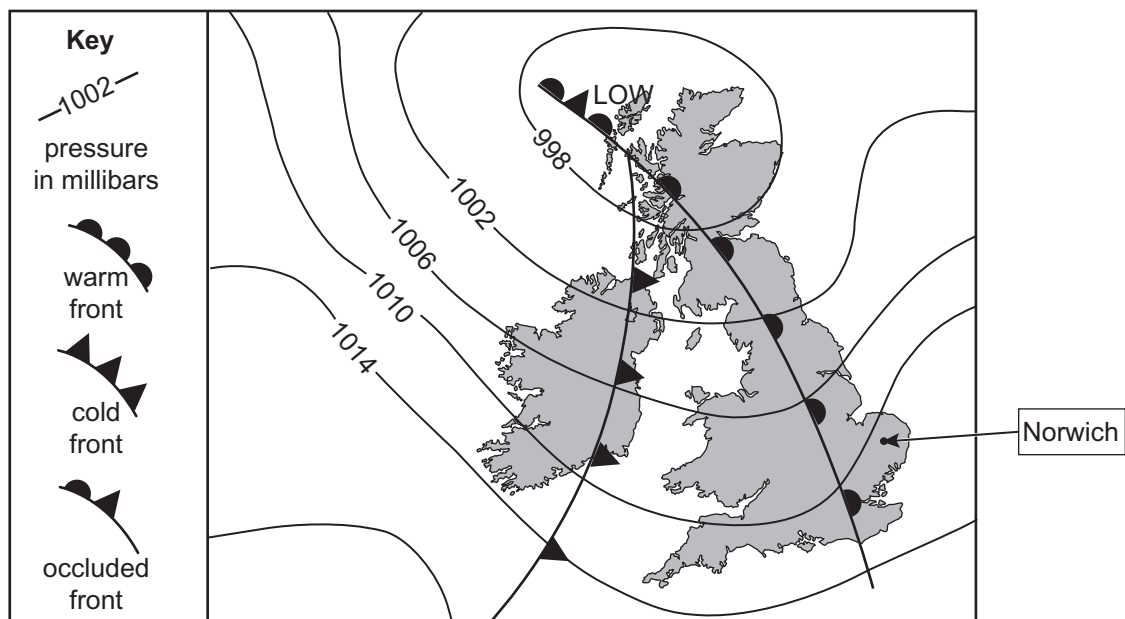 Key
1002
pressure
in millibars
warm
front
cold
front
occluded
front
LOW
998
1002
1006
1010
1014
Norwich